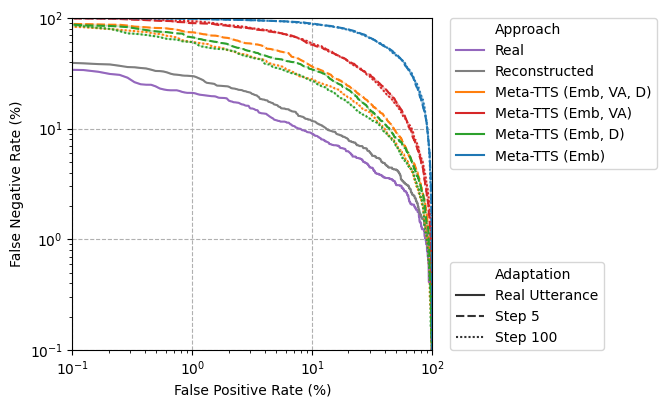 Approach
Real
Reconstructed
Meta-TTS (Emb, VA, D)
Meta-TTS (Emb, VA)
Meta-TTS (Emb, D)
Meta-TTS (Emb)
Adaptation
Real Utterance
Step 5
Step 100
False Negative Rate (%)
10²
10¹
10⁰
10⁻¹
10⁻¹ 10⁰ 10¹ 10²
False Positive Rate (%)